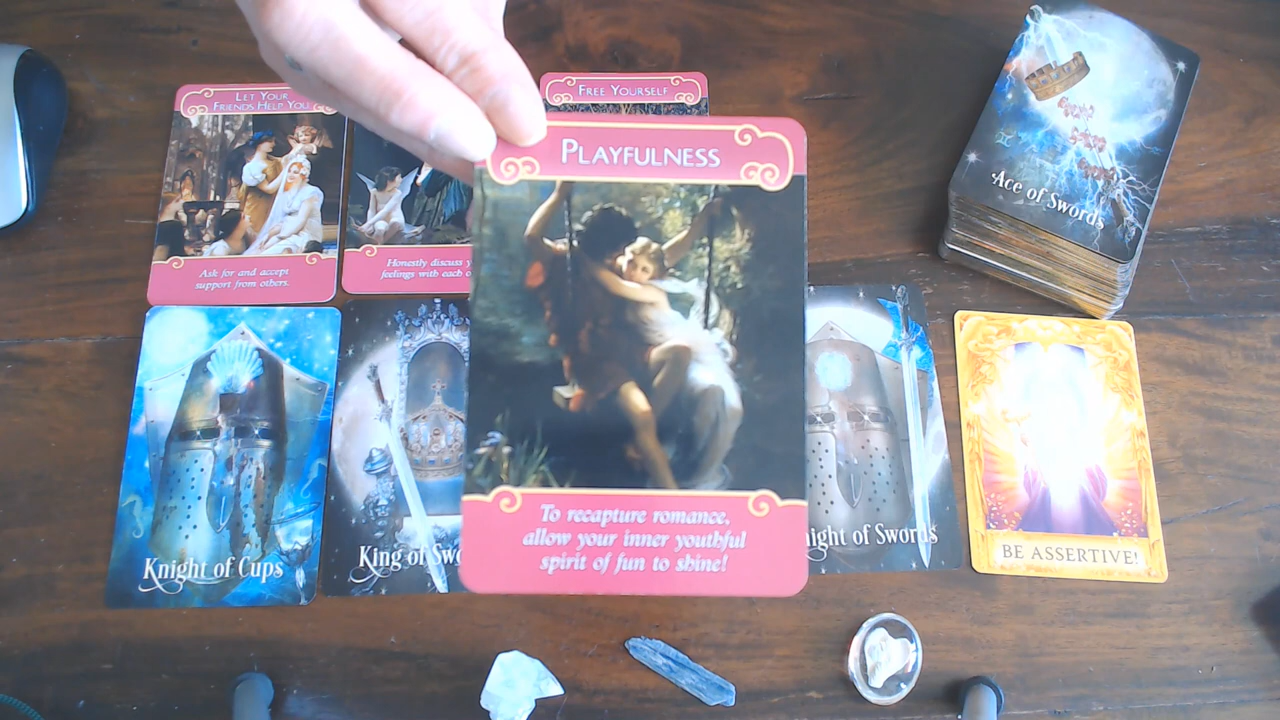 LET YOUR
FRIENDS HELP YOU
FREE YOURSELF
PLAYFULNESS
Ace of Swords
Ask for and accept
support from others.
Honestly discuss
feelings with each
To recapture romance,
allow your inner youthful
spirit of fun to shine!
Knight of Cups
King of
of Swords
BE ASSERTIVE!